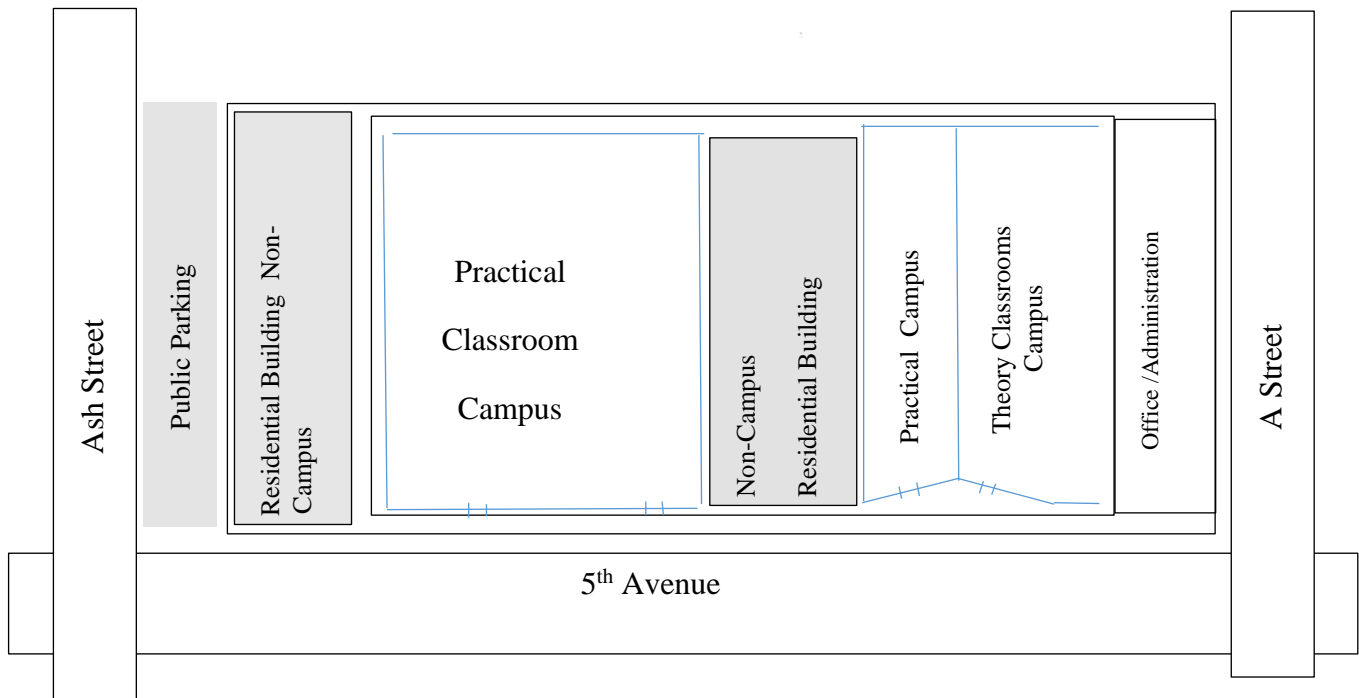 Ash Street
Public Parking
Residential Building Non-
Campus
Practical
Classroom
Campus
Non-Campus
Residential Building
Practical Campus
Theory Classrooms
Campus
Office /Administration
A Street
5th Avenue